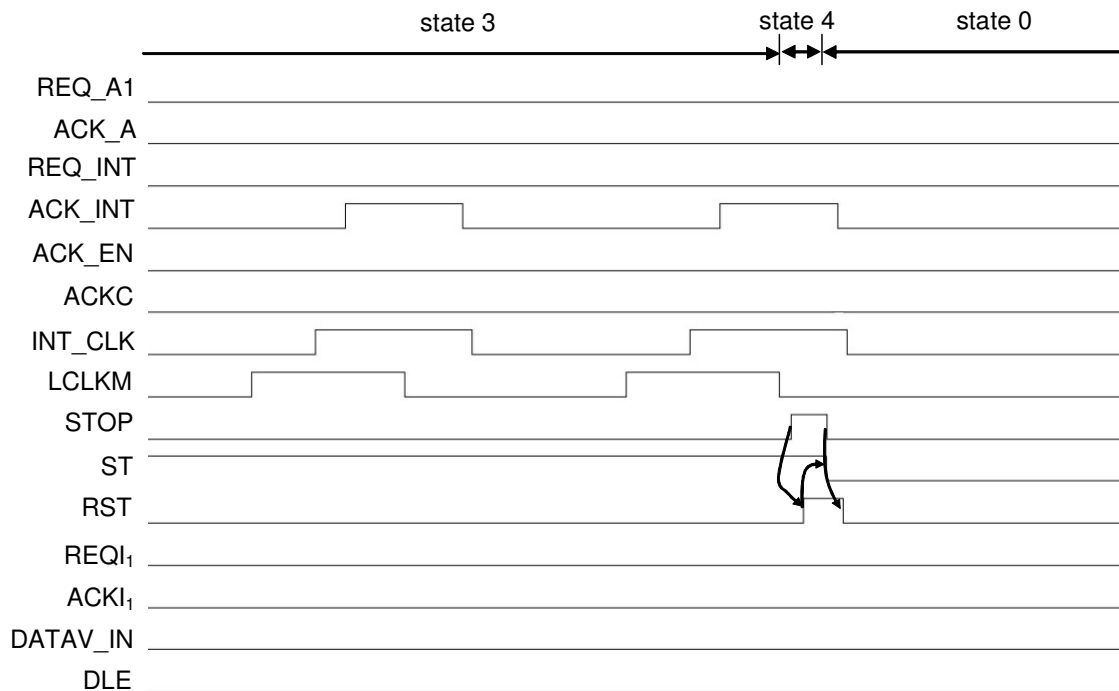 state 3 state 4 state 0
REQ_A1
ACK_A
REQ_INT
ACK_INT
ACK_EN
ACKC
INT_CLK
LCLKM
STOP
ST
RST
REQI₁
ACKI₁
DATAV_IN
DLE